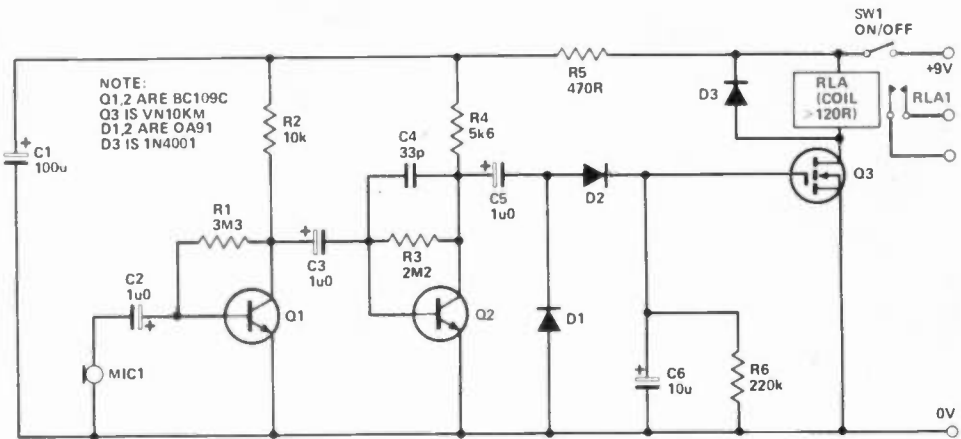 SW1
ON/OFF
+9V
NOTE:
Q1,2 ARE BC109C
Q3 IS VN10KM
D1,2 ARE OA91
D3 IS 1N4001
R5
470R
D3
RLA
(COIL
>120R)
RLA1
R2
10k
R4
5k6
C4
33p
+
C1
100u
+
C5
1u0
D2
Q3
R1
3M3
+
C3
1u0
R3
2M2
C2
1u0
+
Q1
Q2
D1
MIC1
+
C6
10u
R6
220k
0V